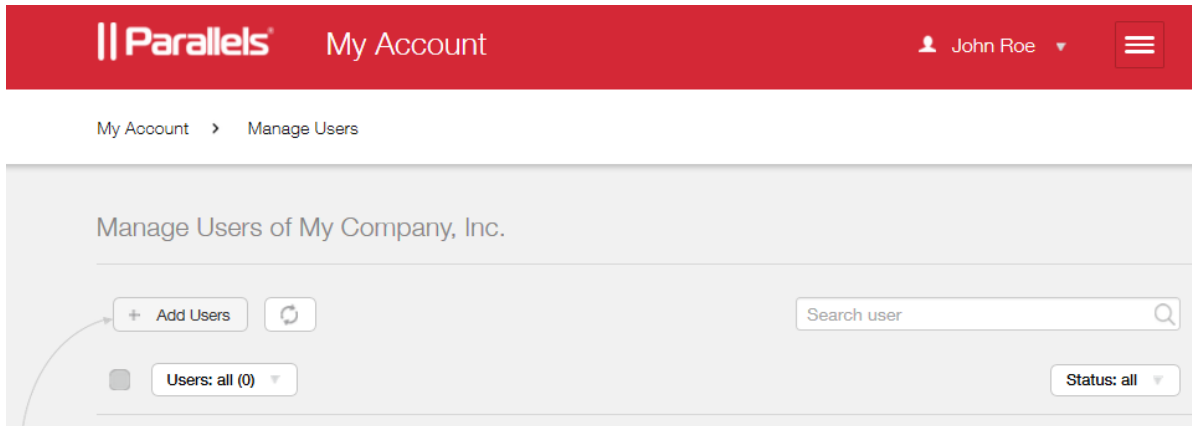 Parallels® My Account John Roe
My Account > Manage Users
Manage Users of My Company, Inc.
+ Add Users Search user
Users: all (0) Status: all